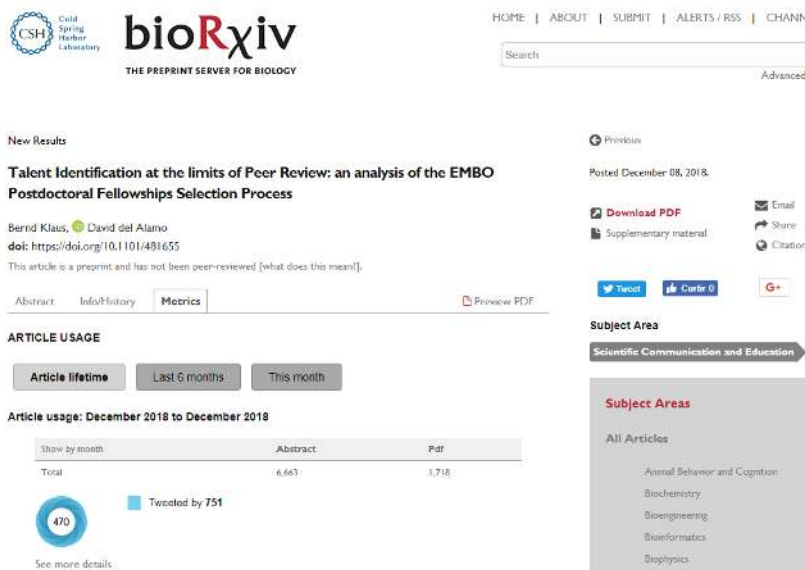 CSH Cold Spring Harbor Laboratory
bioRχiv
THE PREPRINT SERVER FOR BIOLOGY
HOME | ABOUT | SUBMIT | ALERTS / RSS | CHANN
Search
Advanced
New Results
Talent Identification at the limits of Peer Review: an analysis of the EMBO
Postdoctoral Fellowships Selection Process
Bernd Klaus, David del Alamo
doi: https://doi.org/10.1101/481655
This article is a preprint and has not been peer-reviewed [what does this mean?].
Abstract Info/History Metrics Preview PDF
ARTICLE USAGE
Article lifetime Last 6 months This month
Article usage: December 2018 to December 2018
Show by month Abstract Pdf
Total 6,663 1,718
470
Tweeted by 751
See more details
Previous
Posted December 08, 2018.
Download PDF
Supplementary material
Email
Share
Citation
Tweet Curtir 0 G+
Subject Area
Scientific Communication and Education
Subject Areas
All Articles
Animal Behavior and Cognition
Biochemistry
Bioengineering
Bioinformatics
Biophysics